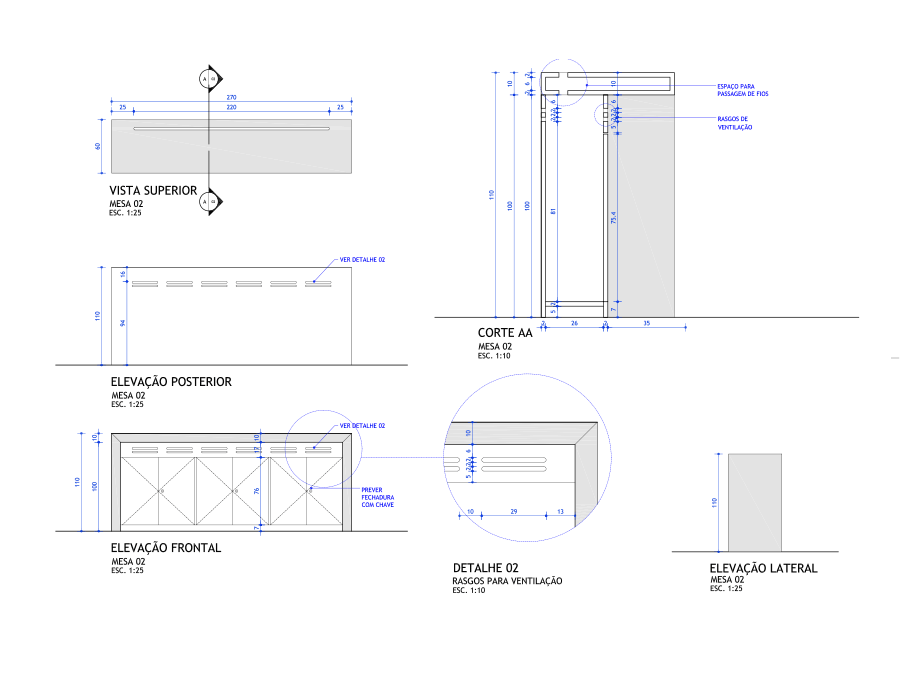 A
270
25
220
25
60
A
VISTA SUPERIOR
MESA 02
ESC. 1:25
VER DETALHE 02
16
110
94
ELEVAÇÃO POSTERIOR
MESA 02
ESC. 1:25
VER DETALHE 02
10
10
110
100
76
7
PREVER
FECHADURA
COM CHAVE
ELEVAÇÃO FRONTAL
MESA 02
ESC. 1:25
ESPAÇO PARA
PASSAGEM DE FIOS
RASGOS DE
VENTILAÇÃO
10
2
6
2
10
6
2
2
2
5
6
110
100
100
81
75.4
5
7
2
26
2
35
CORTE AA
MESA 02
ESC. 1:10
10
6
2
2
2
5
10
29
13
DETALHE 02
RASGOS PARA VENTILAÇÃO
ESC. 1:10
110
ELEVAÇÃO LATERAL
MESA 02
ESC. 1:25